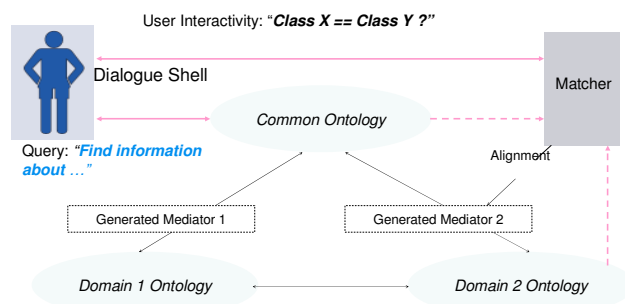 User Interactivity: “Class X == Class Y ?”
Dialogue Shell
Matcher
Common Ontology
Query: “Find information
about …”
Alignment
Generated Mediator 1
Generated Mediator 2
Domain 1 Ontology
Domain 2 Ontology